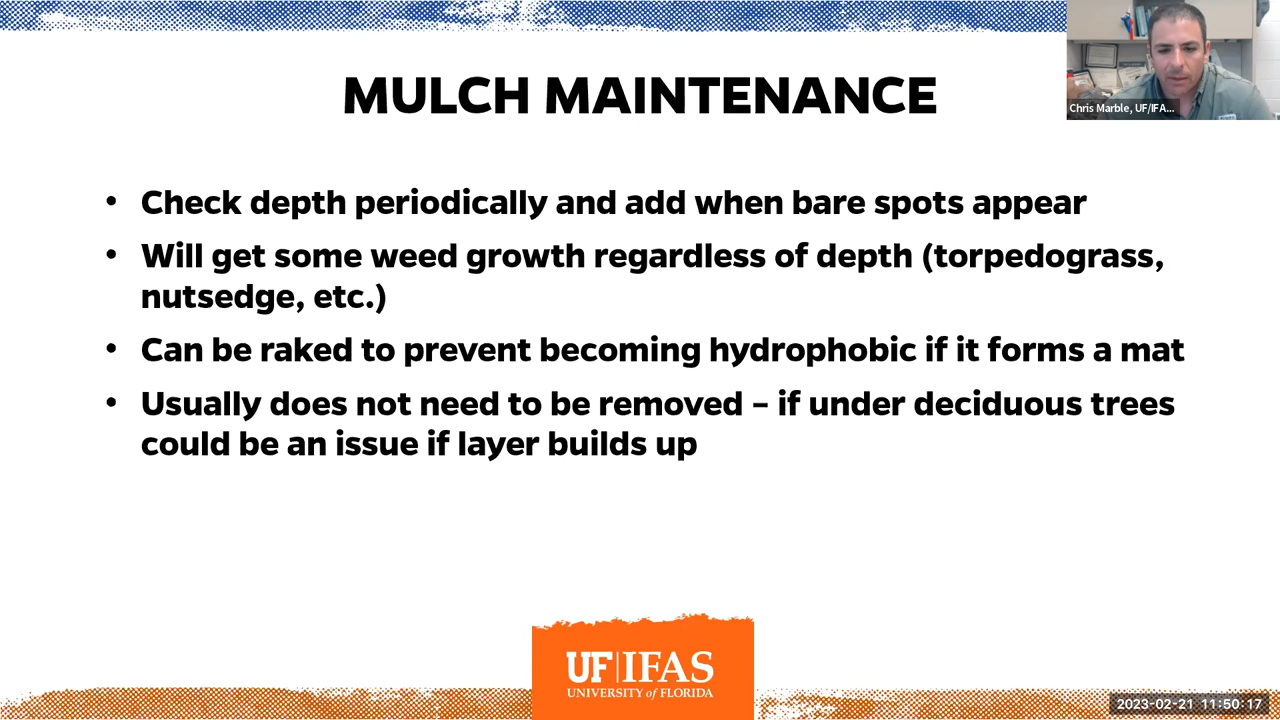 MULCH MAINTENANCE
Chris Marble, UF/IFA...
• Check depth periodically and add when bare spots appear
• Will get some weed growth regardless of depth (torpedograss,
nutsedge, etc.)
• Can be raked to prevent becoming hydrophobic if it forms a mat
• Usually does not need to be removed – if under deciduous trees
could be an issue if layer builds up
UF|IFAS
UNIVERSITY of FLORIDA
2023-02-21 11:50:17